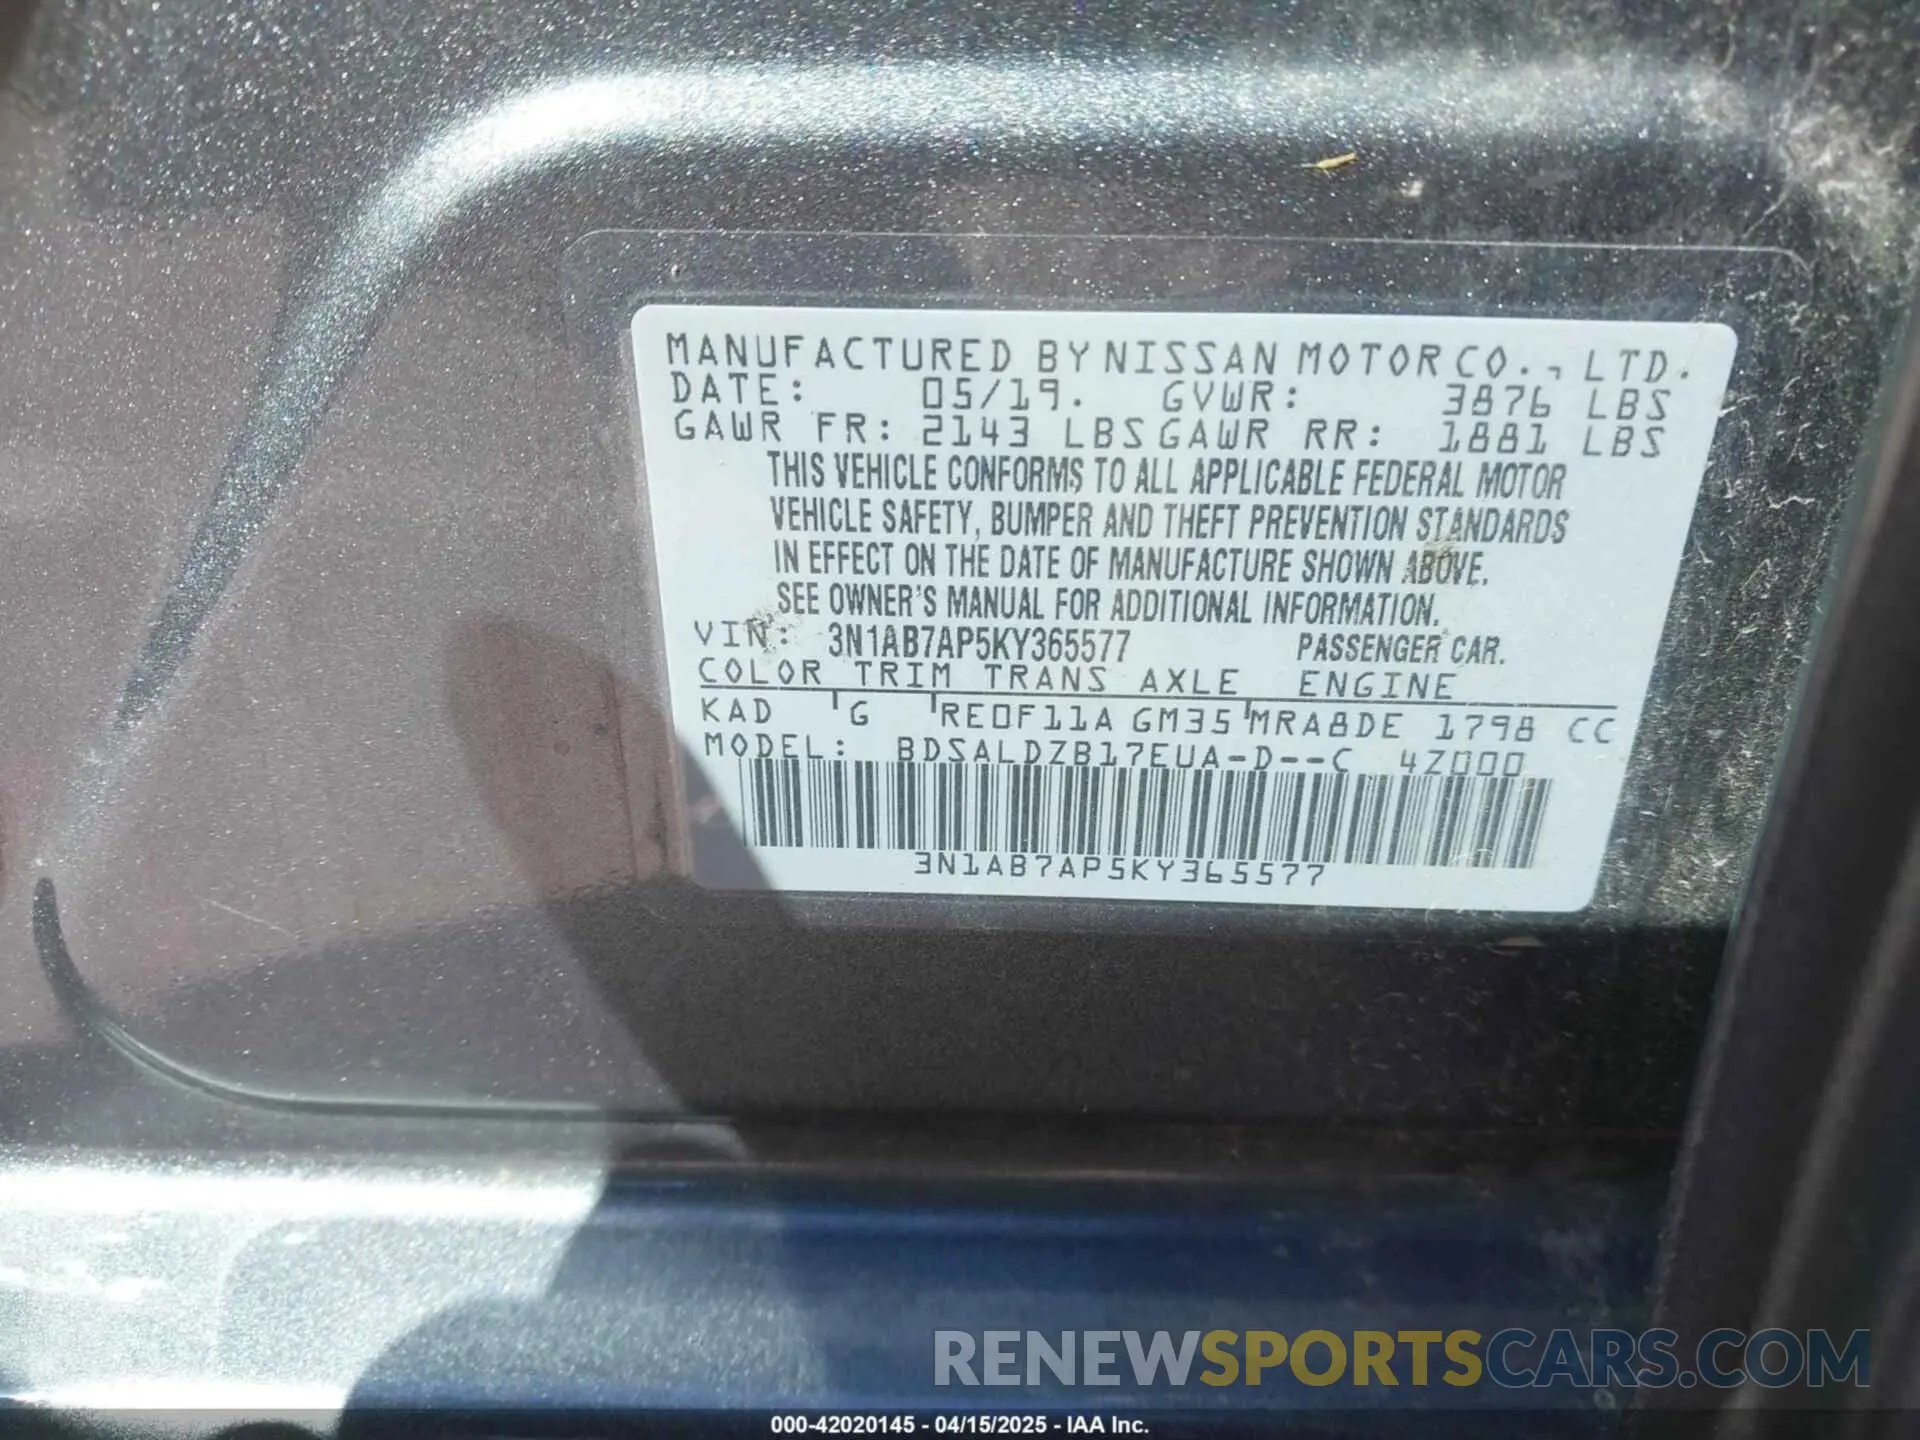 MANUFACTURED BY NISSAN MOTOR CO., LTD.
DATE: 05/19. GVWR: 3876 LBS
GAWR FR: 2143 LBS GAWR RR: 1881 LBS
THIS VEHICLE CONFORMS TO ALL APPLICABLE FEDERAL MOTOR
VEHICLE SAFETY, BUMPER AND THEFT PREVENTION STANDARDS
IN EFFECT ON THE DATE OF MANUFACTURE SHOWN ABOVE.
SEE OWNER'S MANUAL FOR ADDITIONAL INFORMATION.
VIN: 3N1AB7AP5KY365577 PASSENGER CAR.
COLOR TRIM TRANS AXLE ENGINE
KAD G RE0F11A GM35 MRA8DE 1798 CC
MODEL: BDSALDZB17EUA-D--C 4Z000
3N1AB7AP5KY365577
RENEWSPORTSCARS.COM
000-42020145 - 04/15/2025 - IAA Inc.